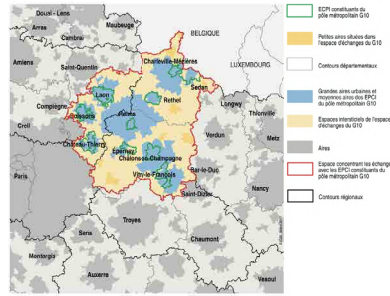 Douai - Lens
Maubeuge
Arras
Cambrai
BELGIQUE
Amiens
Saint-Quentin
Charleville-Mézières
LUXEMBOURG
Sedan
Laon
Rethel
Longwy
Thionville
Compiègne
Soissons
Reims
Creil
Verdun
Metz
Château-Thierry
Epernay
Châlons-en-Champagne
Paris
Bar-le-Duc
Vitry-le-François
Nancy
Saint-Dizier
Troyes
Chaumont
Montargis
Auxerre
Vesoul
ECPI constituants du
pôle métropolitain G10
Petites aires situées dans
l'espace d'échanges du G10
Contours départementaux
Grandes aires urbaines et
moyennes aires des EPCI
du pôle métropolitain G10
Espaces interstitiels de l'espace
d'échanges du G10
Aires
Espace concentrant les échanges
avec les EPCI constituants du
pôle métropolitain G10
Contours régionaux